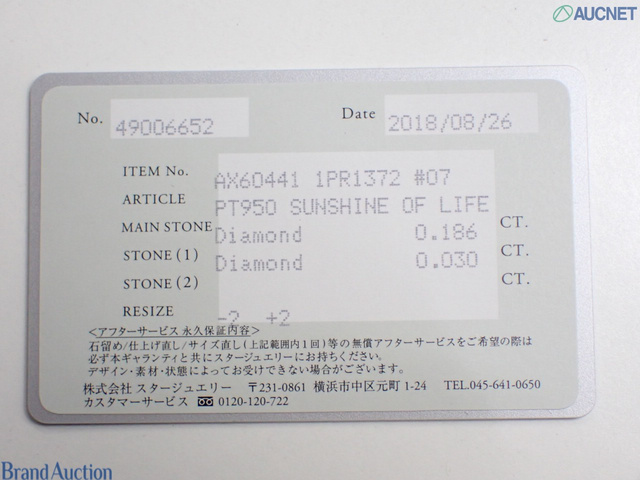 AUCNET
No. 49006652 Date 2018/08/26
ITEM No. AX60441 1PR1372 #07
ARTICLE PT950 SUNSHINE OF LIFE
MAIN STONE Diamond 0.186 CT.
STONE (1) Diamond 0.030 CT.
STONE (2) CT.
RESIZE -2 +2
<アフターサービス 永久保証内容>
石留め/仕上げ直し/サイズ直し(上記範囲内1回)等の無償アフターサービスをご希望の際は
必ず本ギャランティと共にスタージュエリーにお持ちください。
デザイン・素材・状態によってお受けできない場合がございます。
株式会社 スタージュエリー 〒231-0861 横浜市中区元町 1-24 TEL.045-641-0650
カスタマーサービス 0120-120-722
Brand Auction